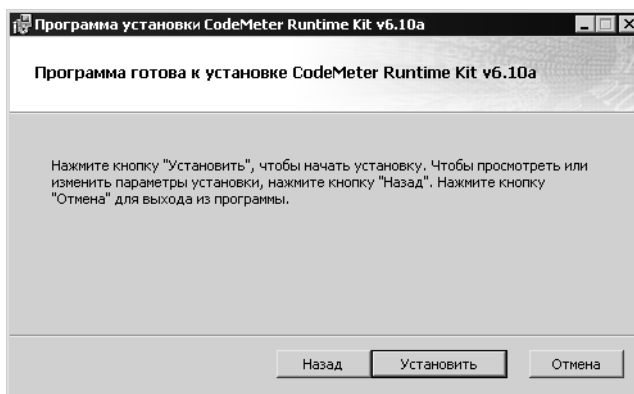 Программа установки CodeMeter Runtime Kit v6.10a
Программа готова к установке CodeMeter Runtime Kit v6.10a
Нажмите кнопку "Установить", чтобы начать установку. Чтобы просмотреть или
изменить параметры установки, нажмите кнопку "Назад". Нажмите кнопку
"Отмена" для выхода из программы.
Назад Установить Отмена